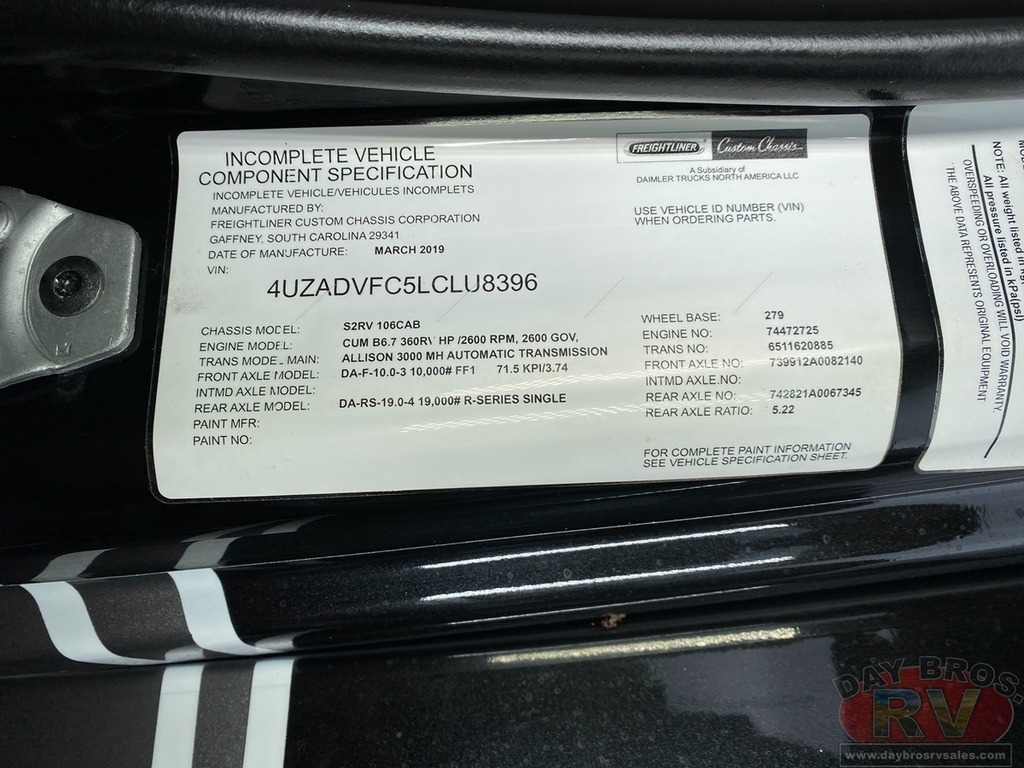 INCOMPLETE VEHICLE
COMPONENT SPECIFICATION
INCOMPLETE VEHICLE/VEHICULES INCOMPLETS
MANUFACTURED BY:
FREIGHTLINER CUSTOM CHASSIS CORPORATION
GAFFNEY, SOUTH CAROLINA 29341
DATE OF MANUFACTURE: MARCH 2019
VIN:
4UZADVFC5LCLU8396
FREIGHTLINER Custom Chassis
A Subsidiary of
DAIMLER TRUCKS NORTH AMERICA LLC
USE VEHICLE ID NUMBER (VIN)
WHEN ORDERING PARTS.
CHASSIS MODEL: S2RV 106CAB
ENGINE MODEL: CUM B6.7 360RV HP /2600 RPM, 2600 GOV,
TRANS MODEL MAIN: ALLISON 3000 MH AUTOMATIC TRANSMISSION
FRONT AXLE MODEL: DA-F-10.0-3 10,000# FF1 71.5 KPI/3.74
INTMD AXLE MODEL:
REAR AXLE MODEL: DA-RS-19.0-4 19,000# R-SERIES SINGLE
PAINT MFR:
PAINT NO:
WHEEL BASE: 279
ENGINE NO: 74472725
TRANS NO: 6511620885
FRONT AXLE NO: 739912A0082140
INTMD AXLE.NO:
REAR AXLE NO: 742821A0067345
REAR AXLE RATIO: 5.22
FOR COMPLETE PAINT INFORMATION
SEE VEHICLE SPECIFICATION SHEET.
NOTE: All weight listed in
All pressure listed in kPa(psi)
OVERSPEEDING OR OVERLOADING WILL VOID WARRANTY
*THE ABOVE DATA REPRESENTS ORIGINAL EQUIPMENT
DAY BROS.
RV
www.daybrosrvsales.com